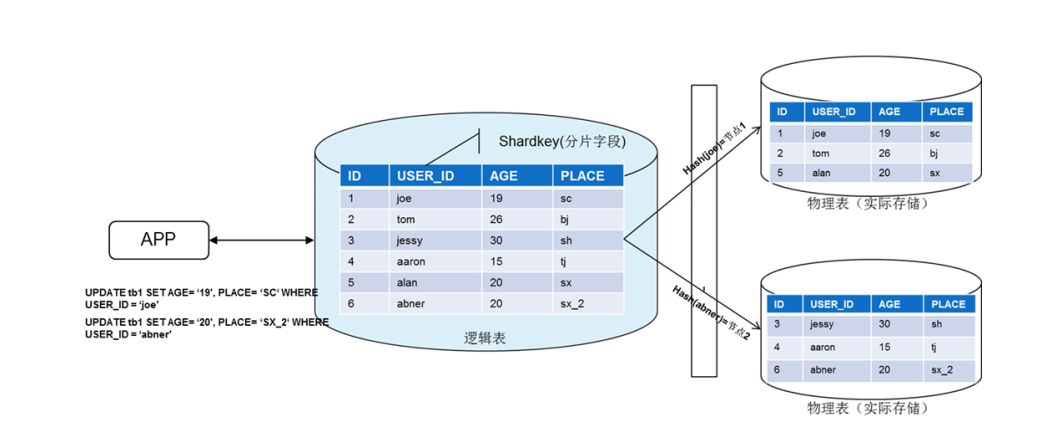 APP
UPDATE tb1 SET AGE= ‘19’, PLACE= ‘SC‘ WHERE
USER_ID = ‘joe’
UPDATE tb1 SET AGE= ‘20’, PLACE= ‘SX_2‘ WHERE
USER_ID = ‘abner’
Shardkey(分片字段)
ID USER_ID AGE PLACE
1 joe 19 sc
2 tom 26 bj
3 jessy 30 sh
4 aaron 15 tj
5 alan 20 sx
6 abner 20 sx_2
逻辑表
Hash(joe)=节点1
Hash(abner)=节点2
ID USER_ID AGE PLACE
1 joe 19 sc
2 tom 26 bj
5 alan 20 sx
物理表（实际存储）
ID USER_ID AGE PLACE
3 jessy 30 sh
4 aaron 15 tj
6 abner 20 sx_2
物理表（实际存储）